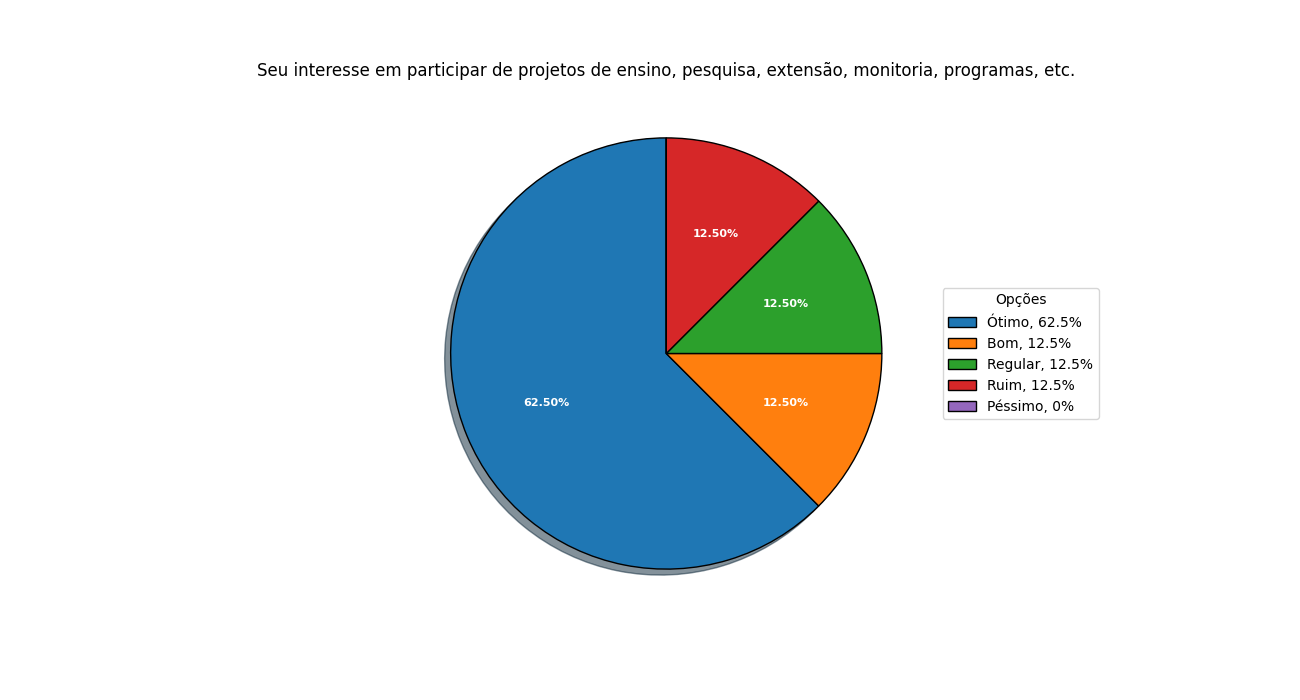 Seu interesse em participar de projetos de ensino, pesquisa, extensão, monitoria, programas, etc.
12.50%
12.50%
62.50%
12.50%
Opções
Ótimo, 62.5%
Bom, 12.5%
Regular, 12.5%
Ruim, 12.5%
Péssimo, 0%